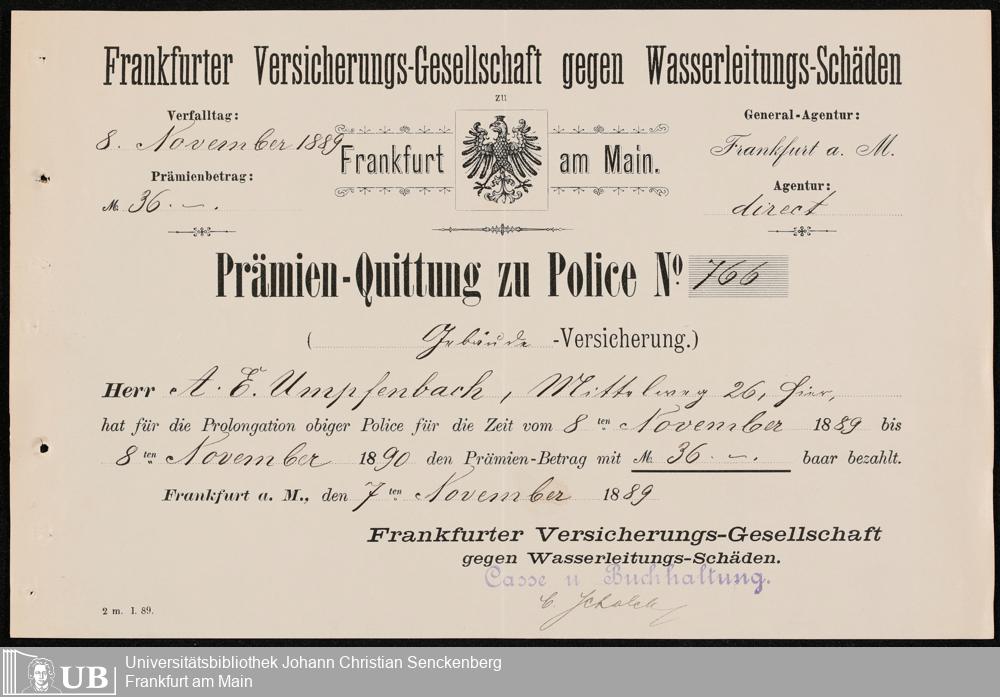 Frankfurter Versicherungs-Gesellschaft gegen Wasserleitungs-Schäden
zu
Frankfurt am Main.
Verfalltag:
8. November 1889
Prämienbetrag:
M. 36.—.
General-Agentur:
Frankfurt a. M.
Agentur:
direct
Prämien-Quittung zu Police No. 766
( Gebäude -Versicherung.)
Herr A. E. Umpfenbach, Mittelweg 26, hier,
hat für die Prolongation obiger Police für die Zeit vom 8ten November 1889 bis
8ten November 1890 den Prämien-Betrag mit M. 36.—. baar bezahlt.
Frankfurt a. M., den 7ten November 1889
Frankfurter Versicherungs-Gesellschaft
gegen Wasserleitungs-Schäden.
Casse u Buchhaltung.
2 m. I. 89.
UB
Universitätsbibliothek Johann Christian Senckenberg
Frankfurt am Main